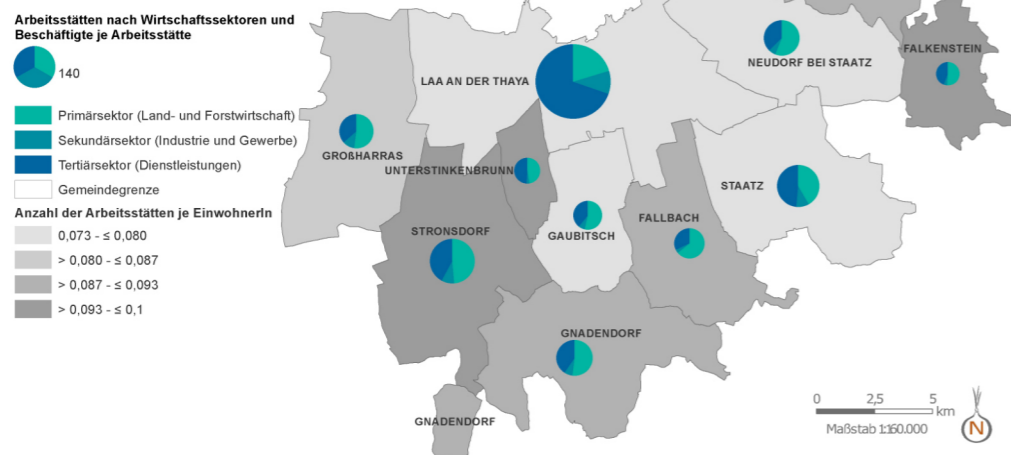 Arbeitsstätten nach Wirtschaftssektoren und
Beschäftigte je Arbeitsstätte
140
Primärsektor (Land- und Forstwirtschaft)
Sekundärsektor (Industrie und Gewerbe)
Tertiärsektor (Dienstleistungen)
Gemeindegrenze
Anzahl der Arbeitsstätten je EinwohnerIn
0,073 - ≤ 0,080
> 0,080 - ≤ 0,087
> 0,087 - ≤ 0,093
> 0,093 - ≤ 0,1
FALKENSTEIN
NEUDORF BEI STAATZ
LAA AN DER THAYA
GROßHARRAS
UNTERSTINKENBRUNN
STAATZ
FALLBACH
STRONSDORF
GAUBITSCH
GNADENDORF
GNADENDORF
0 2,5 5
km
Maßstab 1:160.000
N